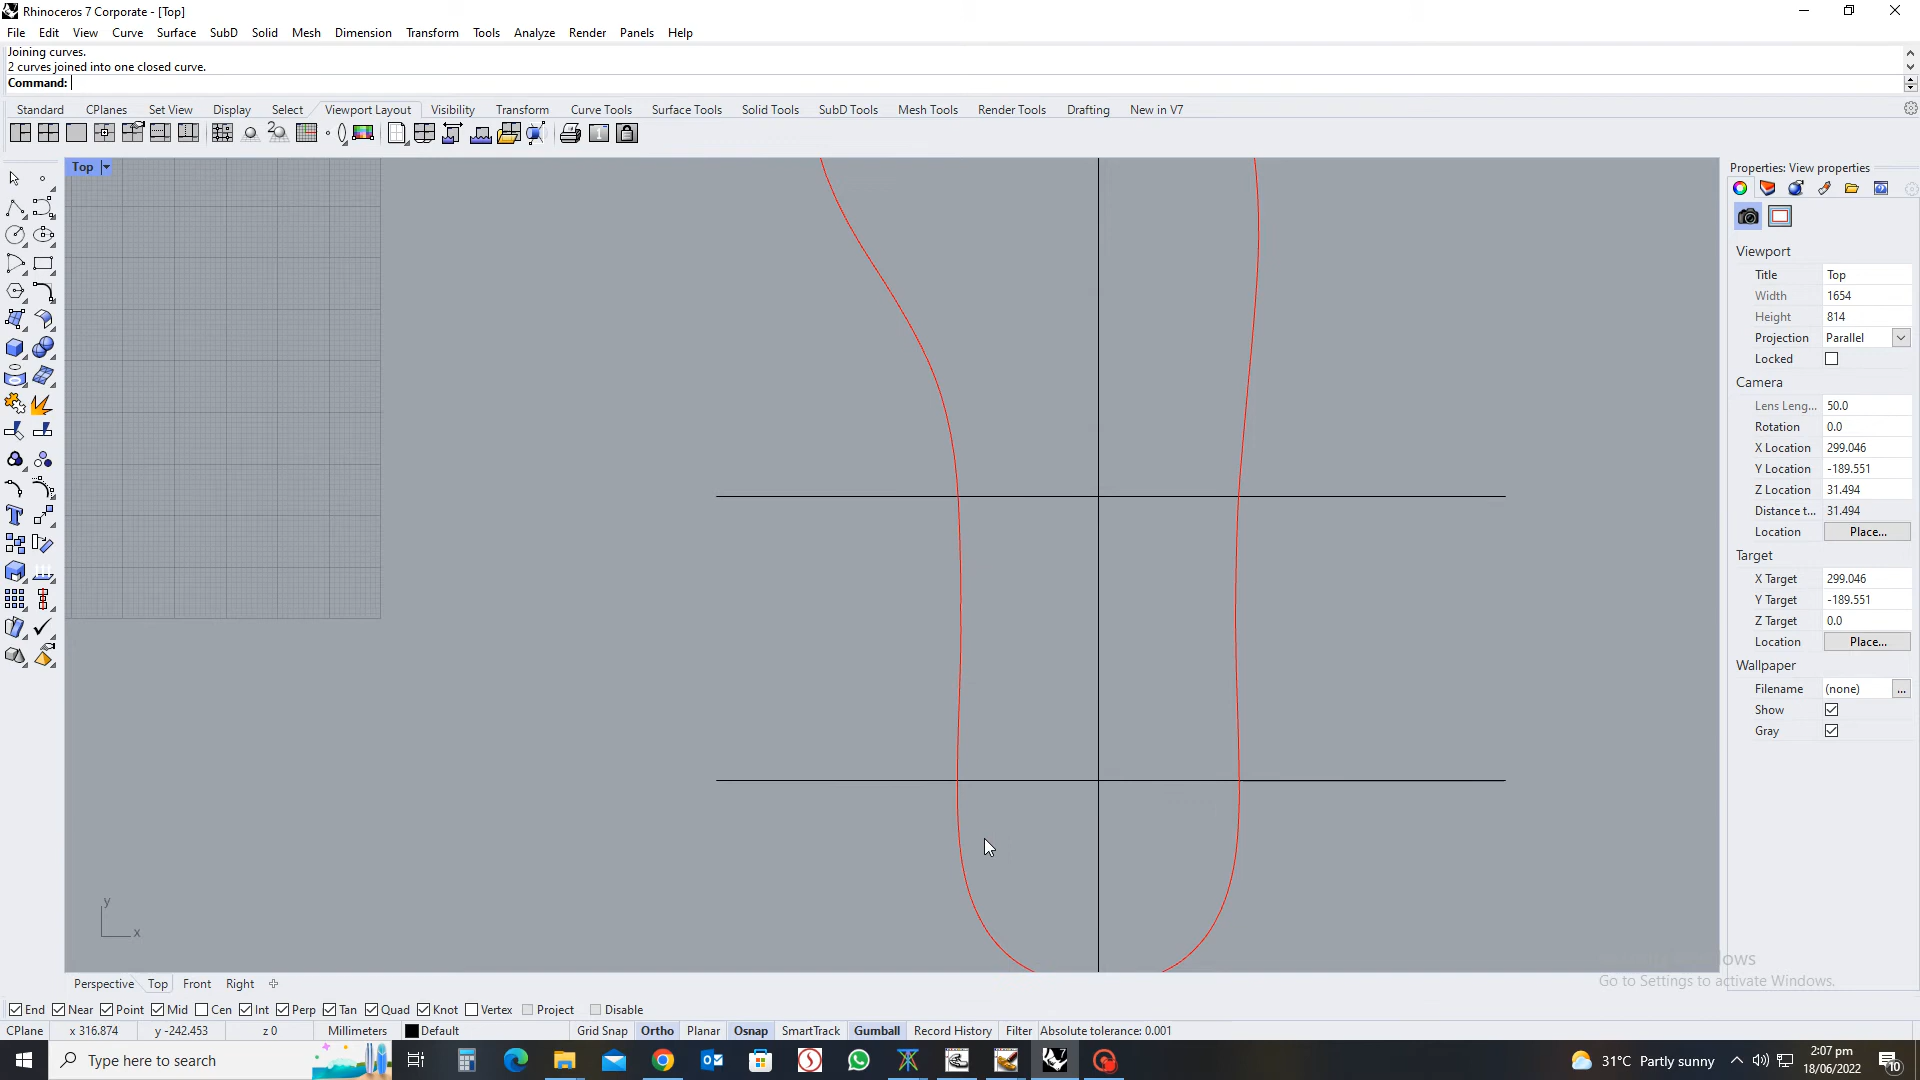 Rhinoceros 7 Corporate - [Top]
File Edit View Curve Surface SubD Solid Mesh Dimension Transform Tools Analyze Render Panels Help
Joining curves.
2 curves joined into one closed curve.
Command:
Standard CPlanes Set View Display Select Viewport Layout Visibility Transform Curve Tools Surface Tools Solid Tools SubD Tools Mesh Tools Render Tools Drafting New in V7
Top
Properties: View properties
Viewport
Title Top
Width 1654
Height 814
Projection Parallel
Locked
Camera
Lens Leng... 50.0
Rotation 0.0
X Location 299.046
Y Location -189.551
Z Location 31.494
Distance t... 31.494
Location Place...
Target
X Target 299.046
Y Target -189.551
Z Target 0.0
Location Place...
Wallpaper
Filename (none) ...
Show
Gray
y
x
Go to Settings to activate Windows.
Perspective Top Front Right
End Near Point Mid Cen Int Perp Tan Quad Knot Vertex Project Disable
CPlane x 316.874 y -242.453 z 0 Millimeters Default Grid Snap Ortho Planar Osnap SmartTrack Gumball Record History Filter Absolute tolerance: 0.001
Type here to search
31°C Partly sunny
2:07 pm
18/06/2022
10